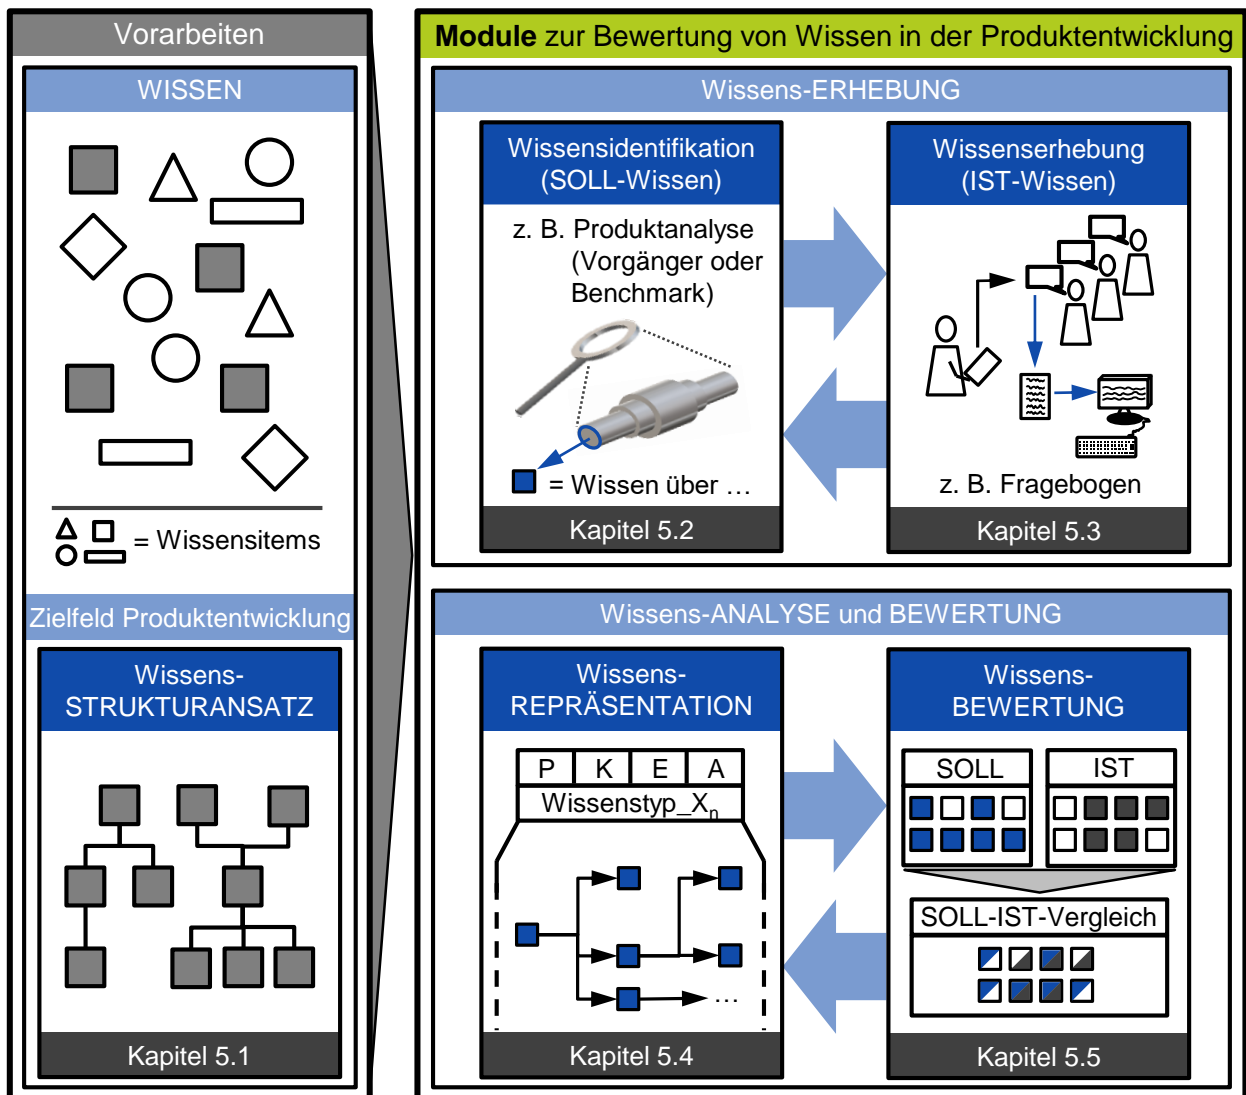 Vorarbeiten
WISSEN
= Wissensitems
Zielfeld Produktentwicklung
Wissens-
STRUKTURANSATZ
Kapitel 5.1
Module zur Bewertung von Wissen in der Produktentwicklung
Wissens-ERHEBUNG
Wissensidentifikation
(SOLL-Wissen)
z. B. Produktanalyse
(Vorgänger oder
Benchmark)
= Wissen über …
Kapitel 5.2
Wissenserhebung
(IST-Wissen)
z. B. Fragebogen
Kapitel 5.3
Wissens-ANALYSE und BEWERTUNG
Wissens-
REPRÄSENTATION
P K E A
Wissenstyp_Xn
…
Kapitel 5.4
Wissens-
BEWERTUNG
SOLL IST
SOLL-IST-Vergleich
Kapitel 5.5